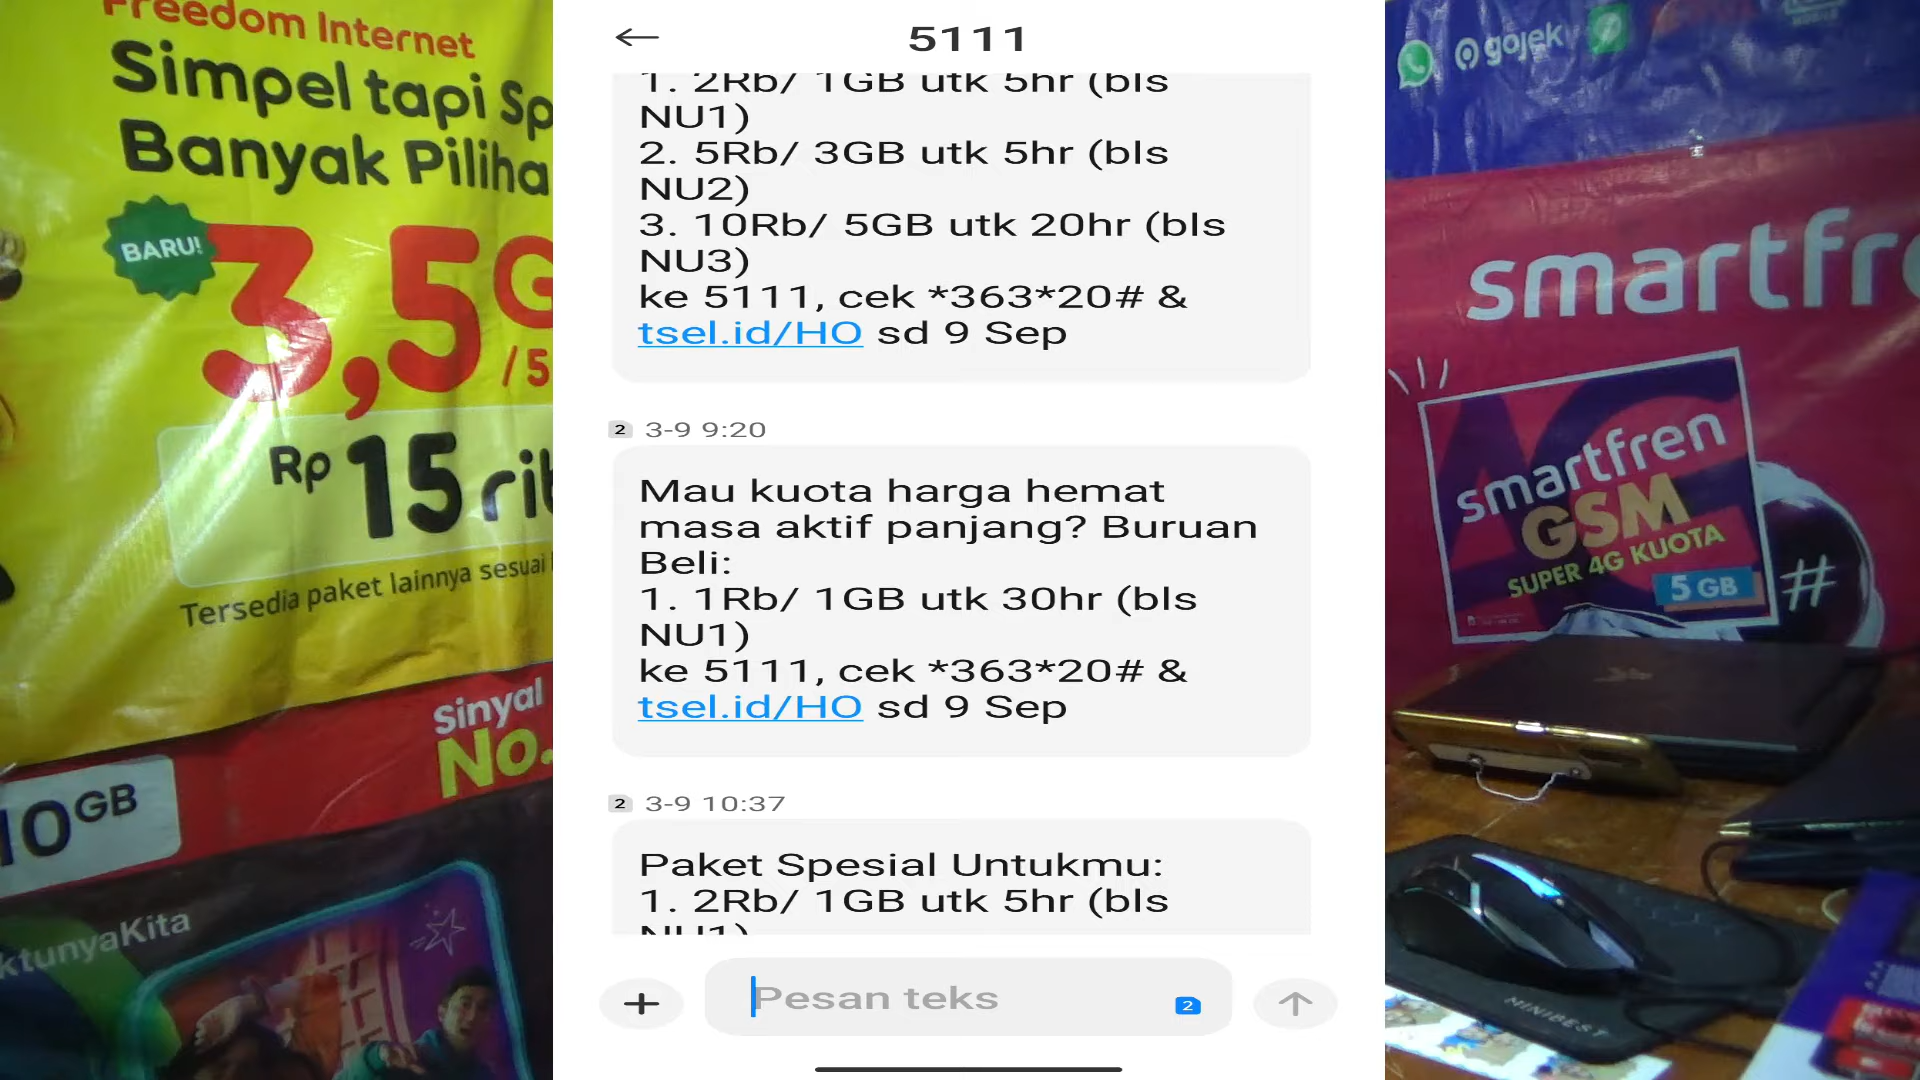 Freedom Internet
Simpel tapi Sp
Banyak Piliha
BARU!
3,5G
/5
Rp 15 rib
Tersedia paket lainnya sesuai
Sinyal
No.
10GB
ktunyaKita
5111
1. 2Rb/ 1GB utk 5hr (bls
NU1)
2. 5Rb/ 3GB utk 5hr (bls
NU2)
3. 10Rb/ 5GB utk 20hr (bls
NU3)
ke 5111, cek *363*20# &
tsel.id/HO sd 9 Sep
2 3-9 9:20
Mau kuota harga hemat
masa aktif panjang? Buruan
Beli:
1. 1Rb/ 1GB utk 30hr (bls
NU1)
ke 5111, cek *363*20# &
tsel.id/HO sd 9 Sep
2 3-9 10:37
Paket Spesial Untukmu:
1. 2Rb/ 1GB utk 5hr (bls
NU1)
+ Pesan teks 2
gojek
smartfre
4G
smartfren
GSM
SUPER 4G KUOTA
5 GB
#
MINIBEST